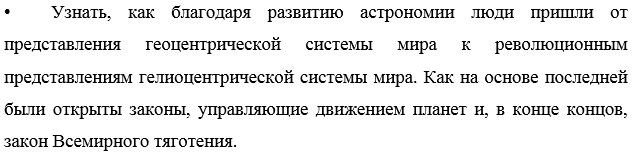 • Узнать, как благодаря развитию астрономии люди пришли от
представления геоцентрической системы мира к революционным
представлениям гелиоцентрической системы мира. Как на основе последней
были открыты законы, управляющие движением планет и, в конце концов,
закон Всемирного тяготения.